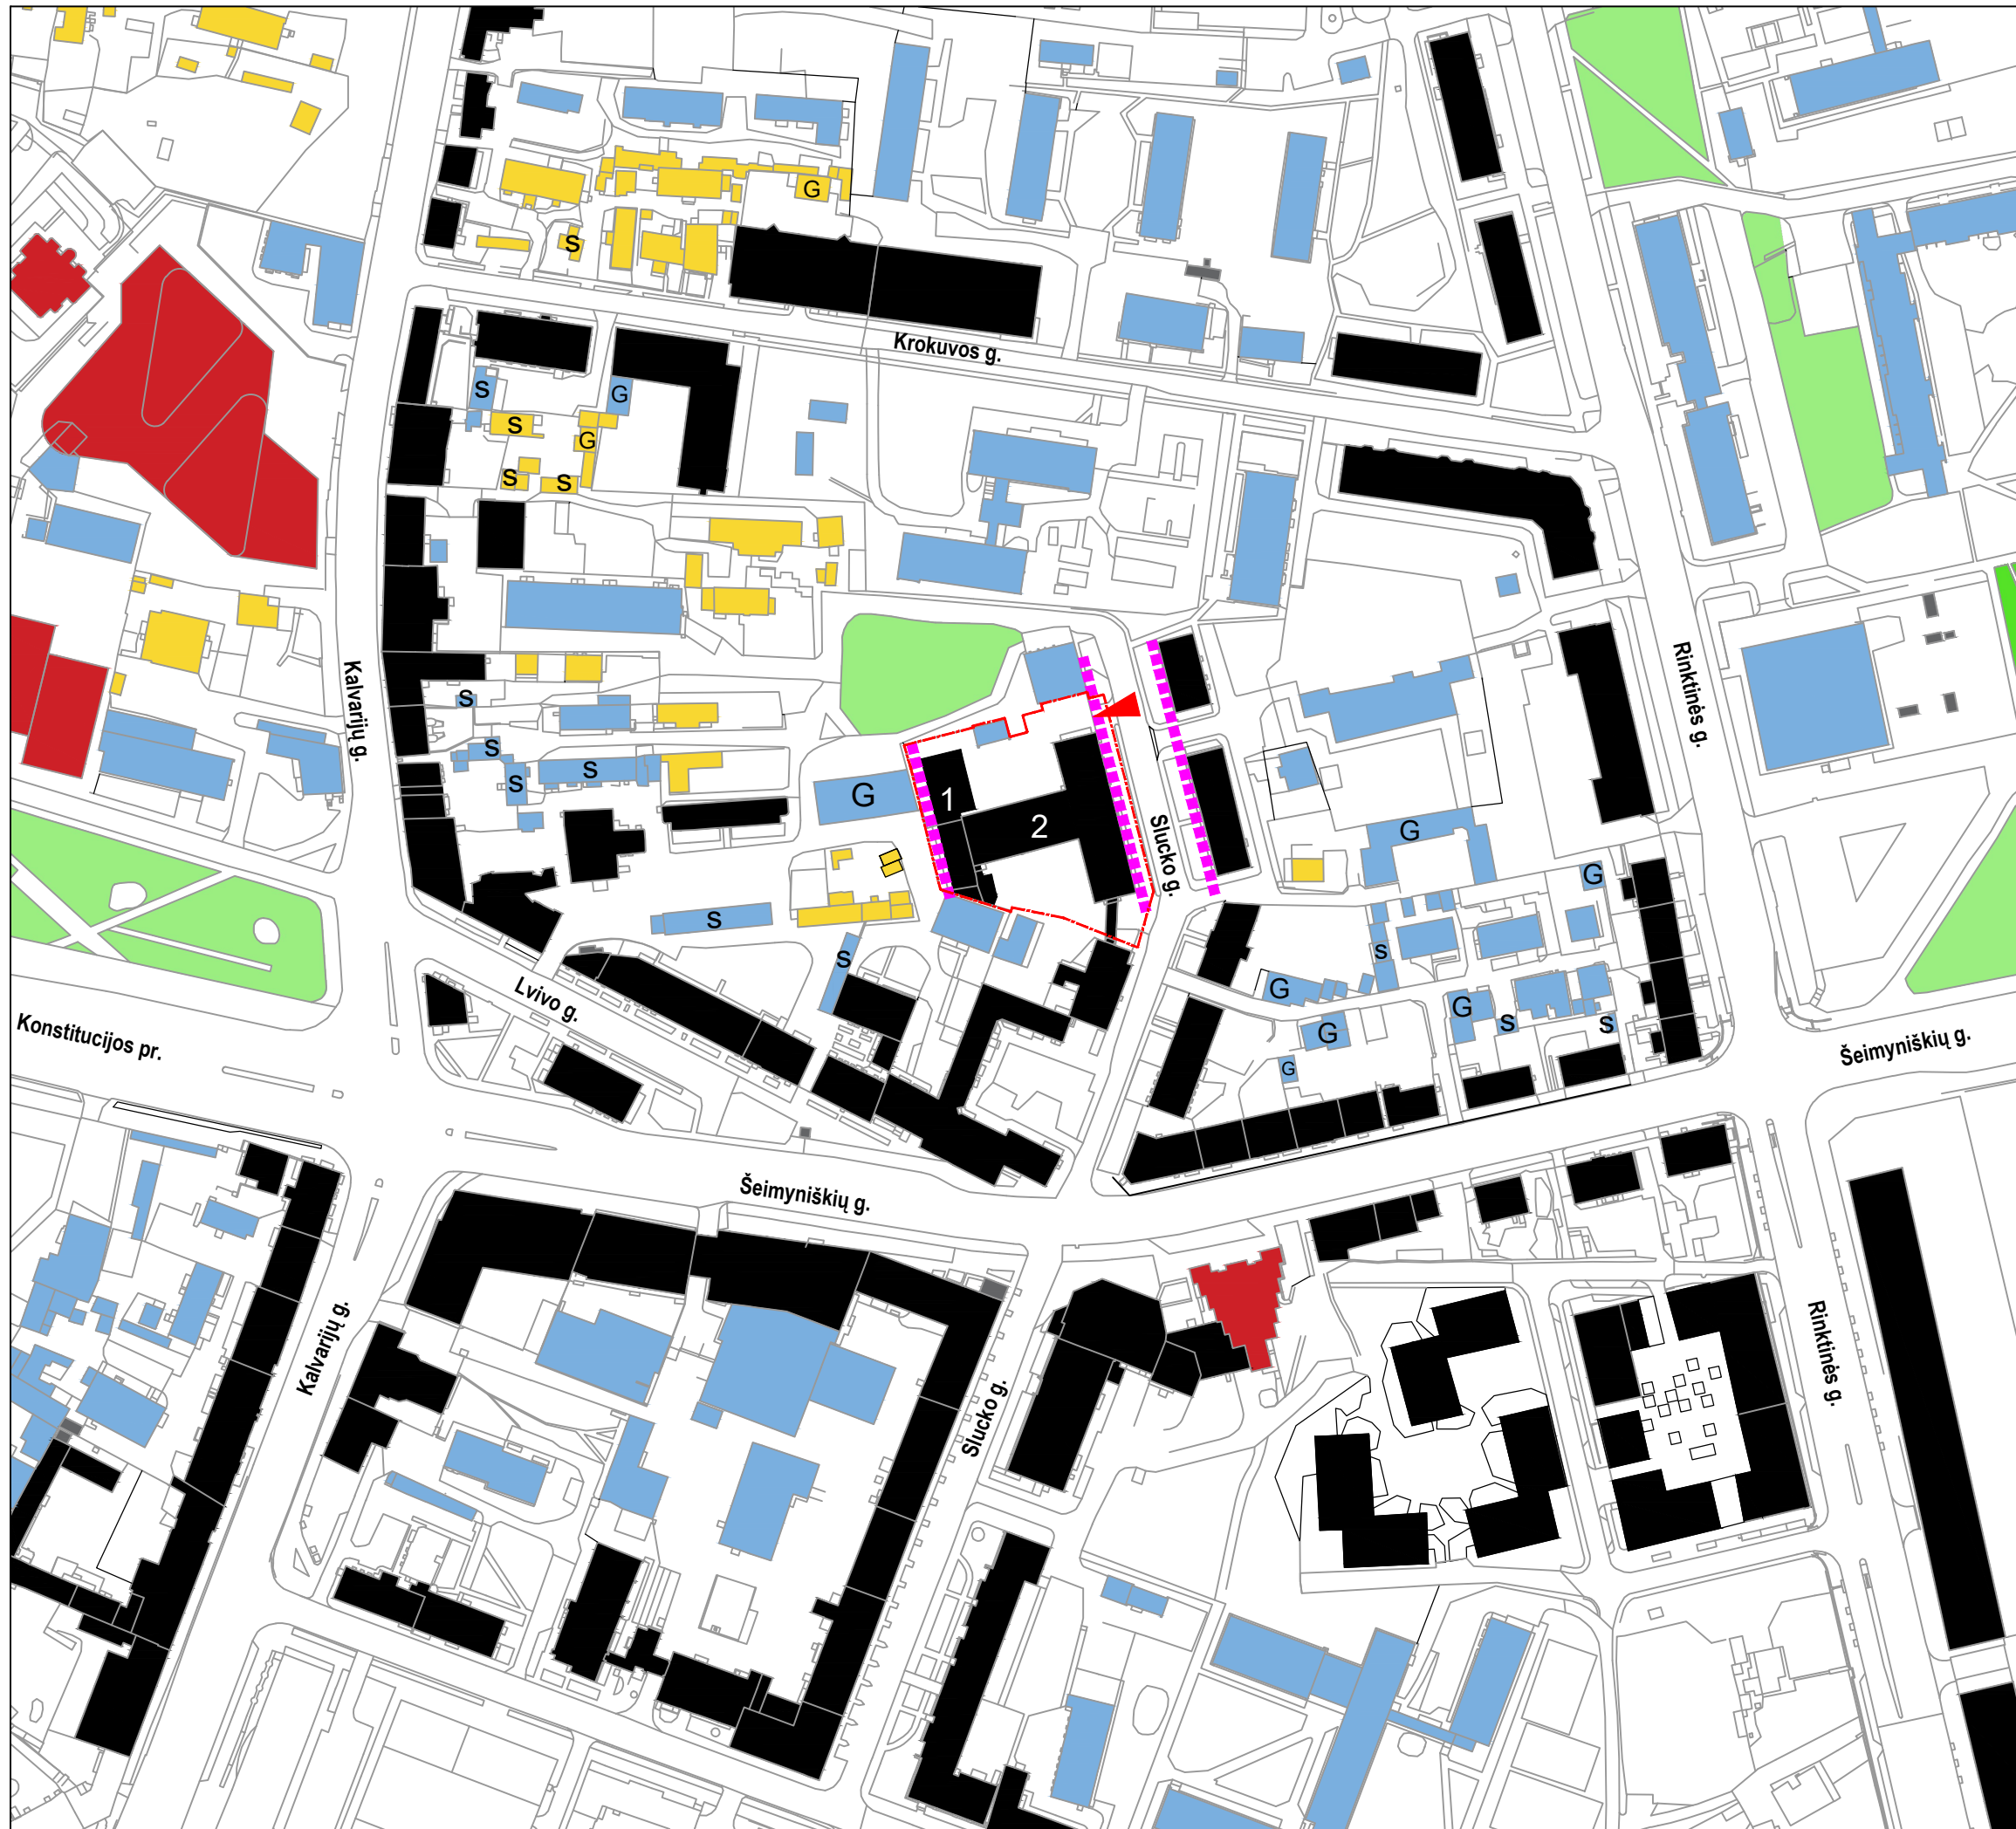 G
S
Krokuvos g.
S
G
S
G
S
S
Kalvarijų g.
Rinktinės g.
S
S
S
S
G
1
2
Slucko g.
G
G
S
S
S
G
Lvivo g.
G
S
S
G
G
Konstitucijos pr.
Šeimyniškių g.
Šeimyniškių g.
Kalvarijų g.
Slucko g.
Rinktinės g.